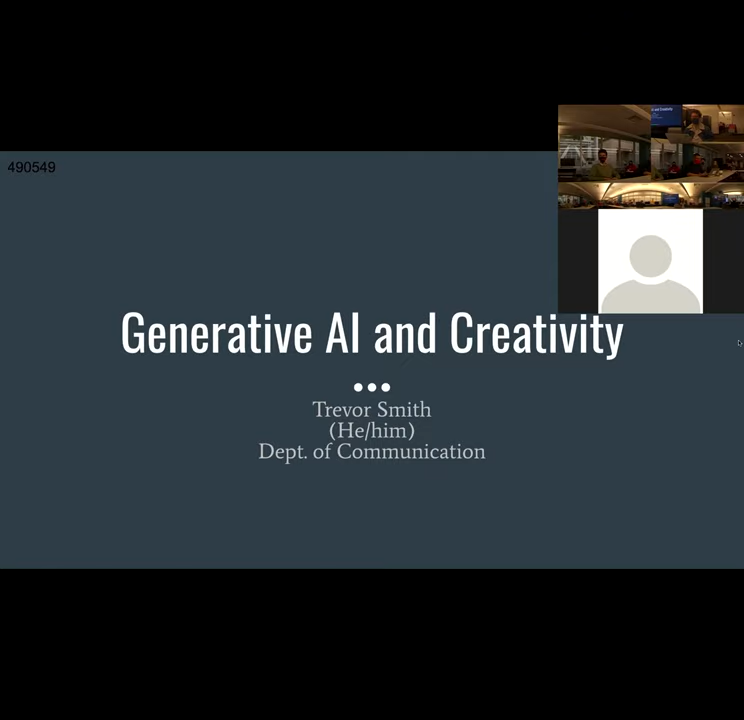 490549
Generative AI and Creativity
Trevor Smith
(He/him)
Dept. of Communication